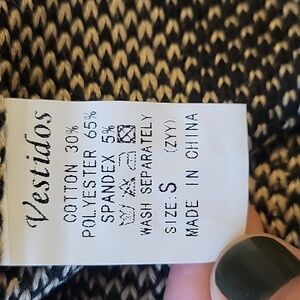 Vestidos
COTTON 30%
POLYESTER 65%
SPANDEX 5%
WASH SEPARATELY
SIZE:S (ZYY)
MADE IN CHINA